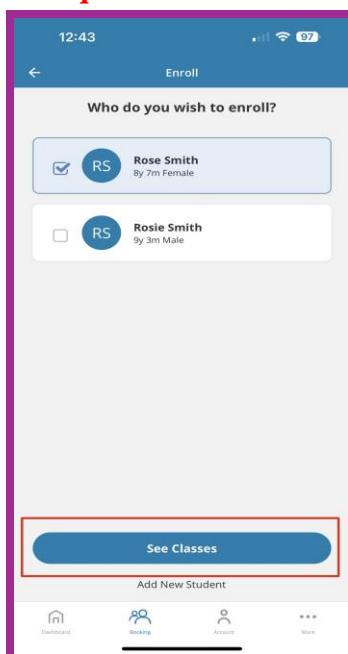 12:43
97
Enroll
Who do you wish to enroll?
RS
Rose Smith
8y 7m Female
RS
Rosie Smith
9y 3m Male
See Classes
Add New Student
Dashboard
Booking
Account
More